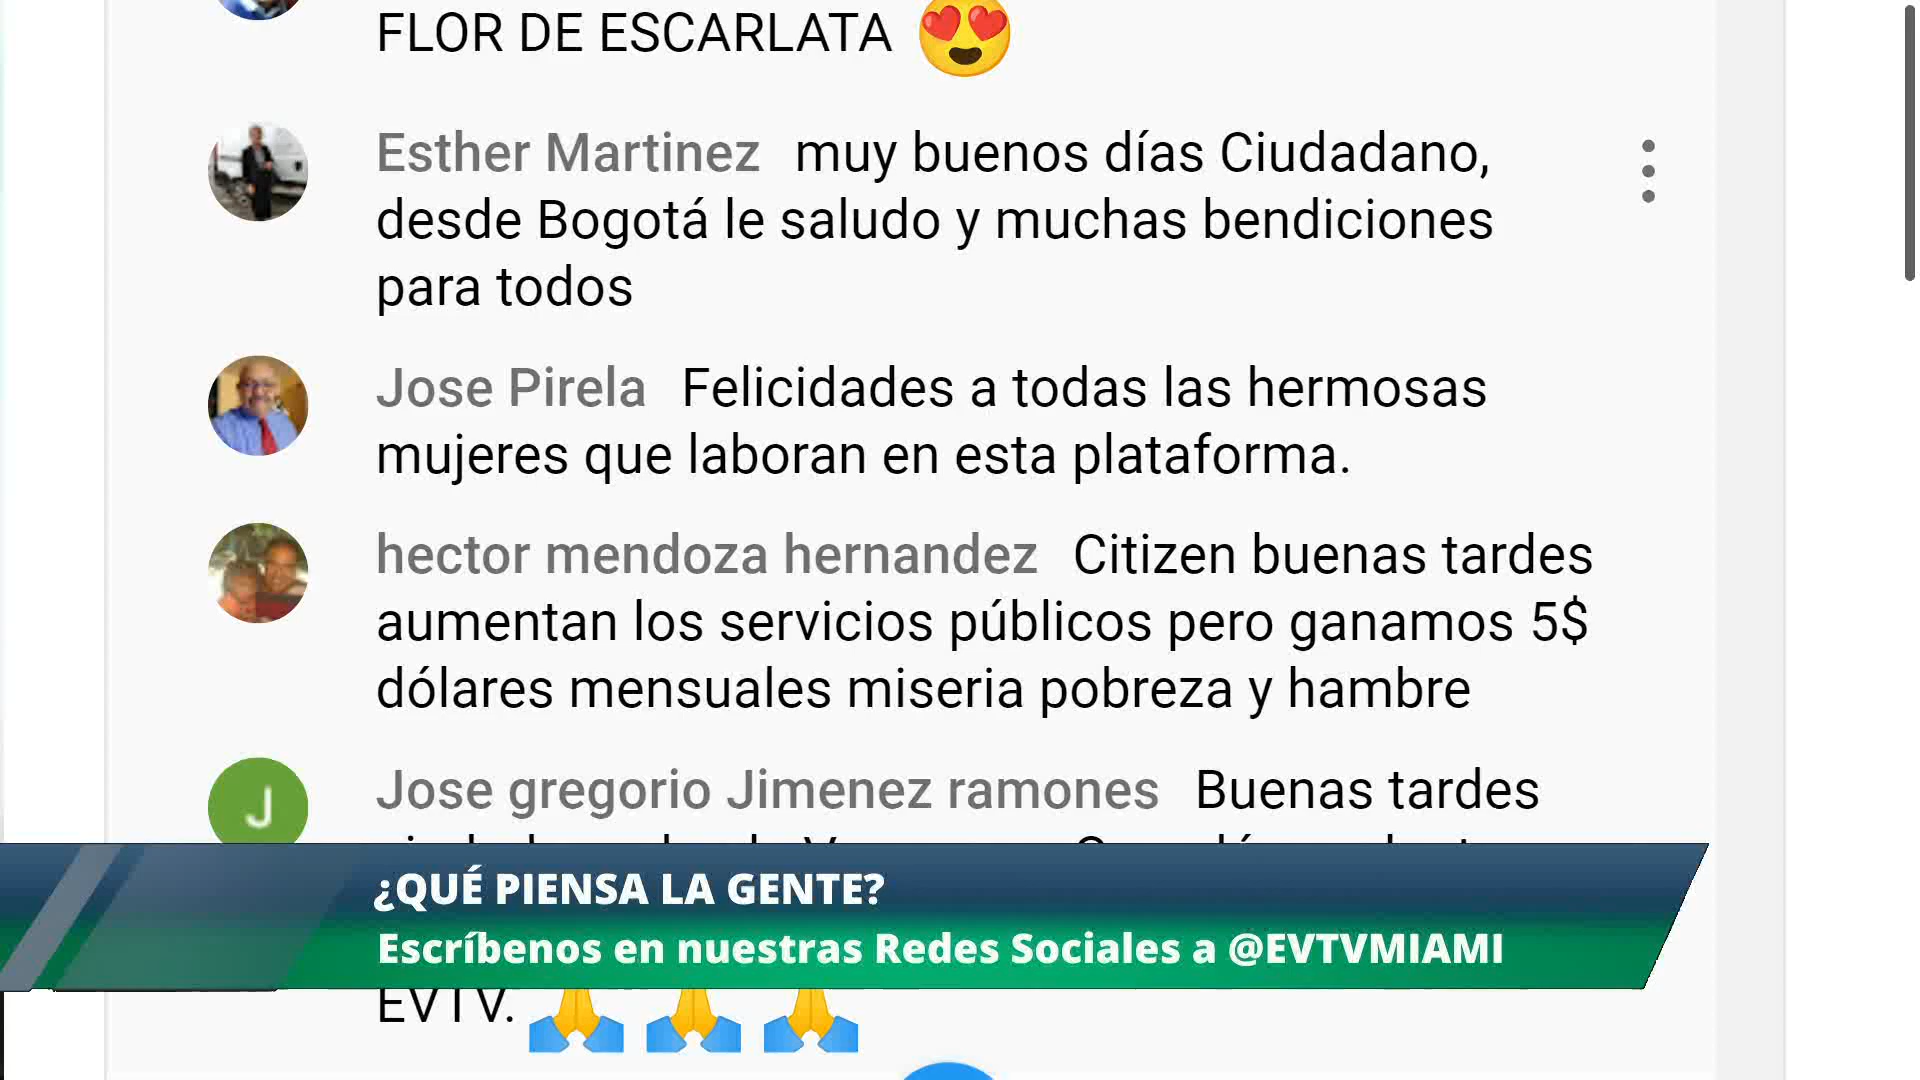 FLOR DE ESCARLATA
Esther Martinez muy buenos días Ciudadano,
desde Bogotá le saludo y muchas bendiciones
para todos
Jose Pirela Felicidades a todas las hermosas
mujeres que laboran en esta plataforma.
hector mendoza hernandez Citizen buenas tardes
aumentan los servicios públicos pero ganamos 5$
dólares mensuales miseria pobreza y hambre
J
Jose gregorio Jimenez ramones Buenas tardes
¿QUÉ PIENSA LA GENTE?
Escríbenos en nuestras Redes Sociales a @EVTVMIAMI
EVTV.